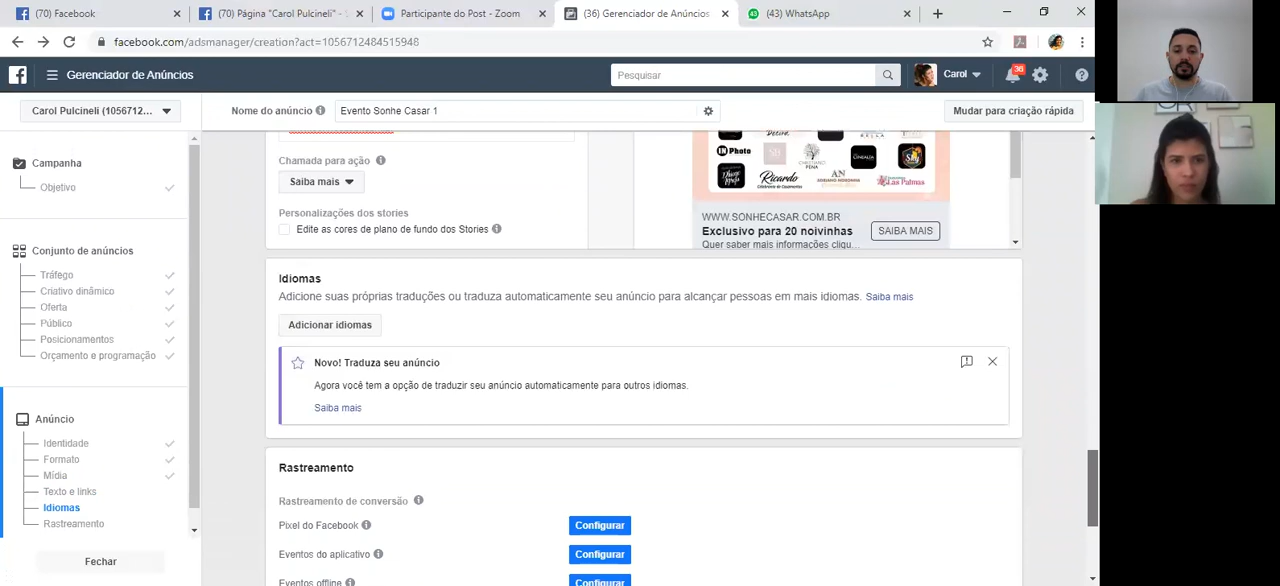 (70) Facebook
(70) Página "Carol Pulcineli" -
Participante do Post - Zoom
(36) Gerenciador de Anúncios
(43) WhatsApp
facebook.com/adsmanager/creation?act=1056712484515948
Gerenciador de Anúncios
Pesquisar
Carol
36
Carol Pulcineli (1056712...
Nome do anúncio
Evento Sonhe Casar 1
Mudar para criação rápida
Campanha
Objetivo
Conjunto de anúncios
Tráfego
Criativo dinâmico
Oferta
Público
Posicionamentos
Orçamento e programação
Anúncio
Identidade
Formato
Mídia
Texto e links
Idiomas
Rastreamento
Fechar
Chamada para ação
Saiba mais
Personalizações dos stories
Edite as cores de plano de fundo dos Stories
IN Photo
Ricardo
AN
Las Palmas
WWW.SONHECASAR.COM.BR
Exclusivo para 20 noivinhas
Quer saber mais informações cliqu...
SAIBA MAIS
Idiomas
Adicione suas próprias traduções ou traduza automaticamente seu anúncio para alcançar pessoas em mais idiomas. Saiba mais
Adicionar idiomas
Novo! Traduza seu anúncio
Agora você tem a opção de traduzir seu anúncio automaticamente para outros idiomas.
Saiba mais
Rastreamento
Rastreamento de conversão
Pixel do Facebook
Configurar
Eventos do aplicativo
Configurar
Eventos offline
Configurar